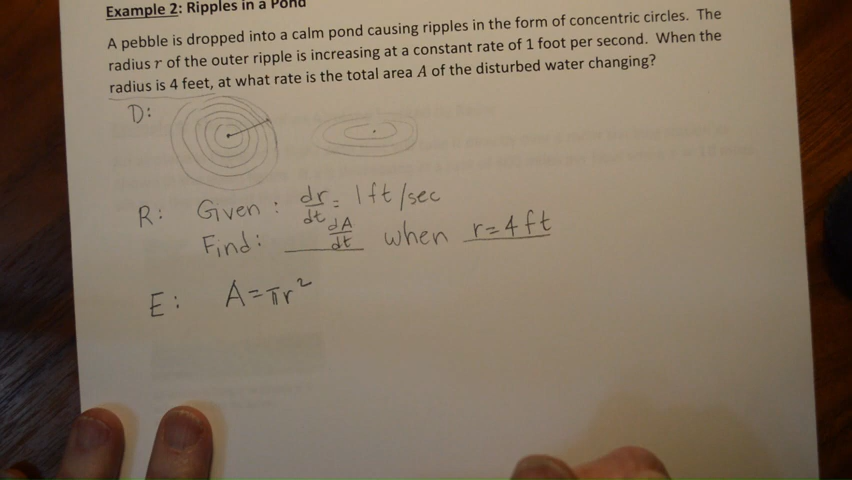 Example 2: Ripples in a Pond
A pebble is dropped into a calm pond causing ripples in the form of concentric circles. The
radius r of the outer ripple is increasing at a constant rate of 1 foot per second. When the
radius is 4 feet, at what rate is the total area A of the disturbed water changing?
D:
R: Given: dr/dt = 1 ft/sec
Find: dA/dt when r=4ft
E: A=πr²